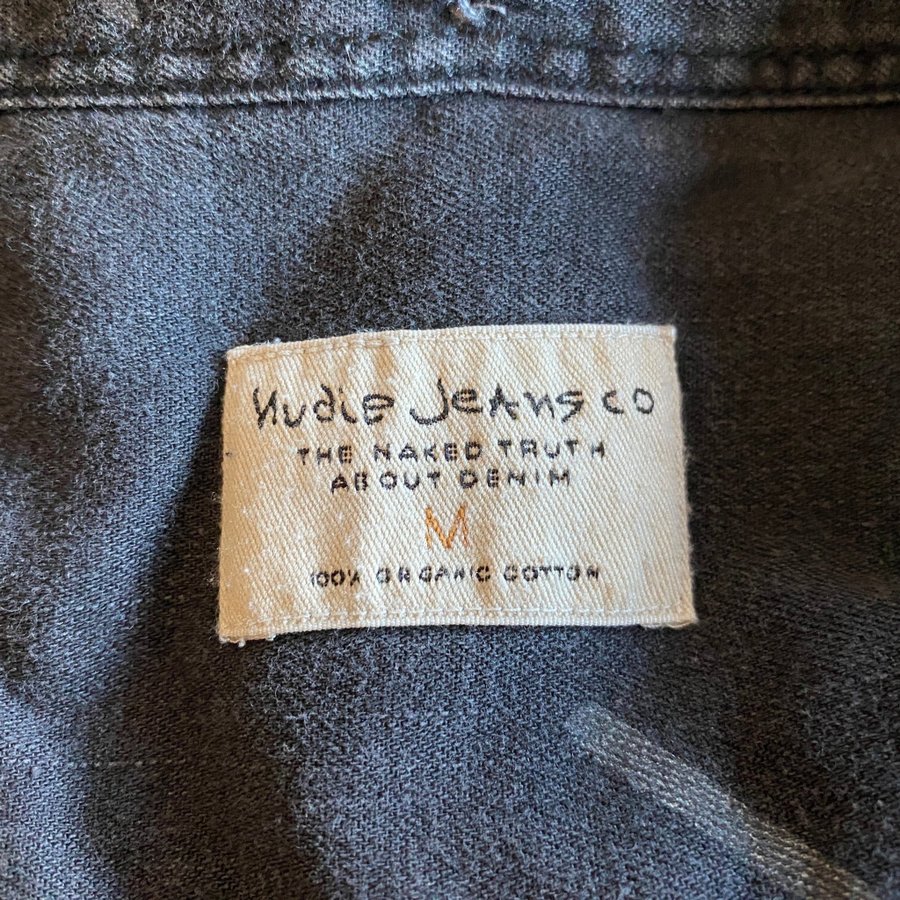 Nudie Jeans co
THE NAKED TRUTH
ABOUT DENIM
M
100% ORGANIC COTTON